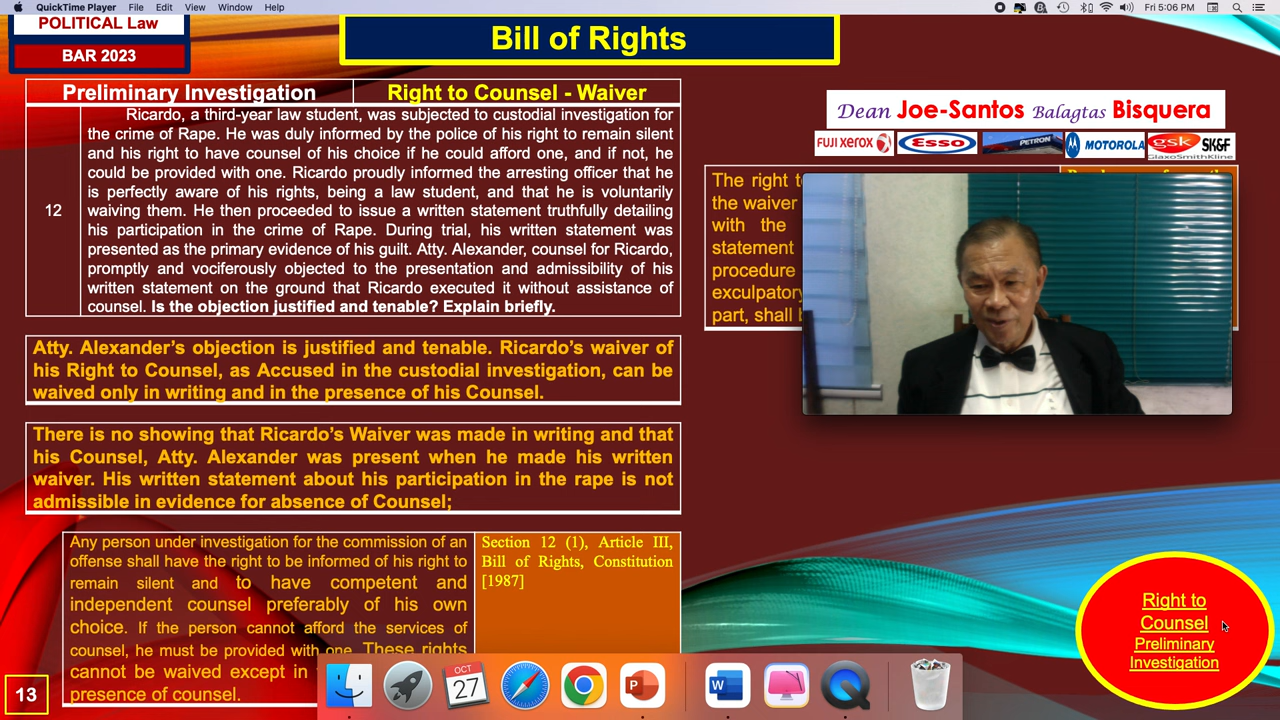 QuickTime Player File Edit View Window Help
Fri 5:06 PM
POLITICAL Law
BAR 2023
Bill of Rights
Preliminary Investigation
Right to Counsel - Waiver
12
Ricardo, a third-year law student, was subjected to custodial investigation for
the crime of Rape. He was duly informed by the police of his right to remain silent
and his right to have counsel of his choice if he could afford one, and if not, he
could be provided with one. Ricardo proudly informed the arresting officer that he
is perfectly aware of his rights, being a law student, and that he is voluntarily
waiving them. He then proceeded to issue a written statement truthfully detailing
his participation in the crime of Rape. During trial, his written statement was
presented as the primary evidence of his guilt. Atty. Alexander, counsel for Ricardo,
promptly and vociferously objected to the presentation and admissibility of his
written statement on the ground that Ricardo executed it without assistance of
counsel. Is the objection justified and tenable? Explain briefly.
Atty. Alexander's objection is justified and tenable. Ricardo's waiver of
his Right to Counsel, as Accused in the custodial investigation, can be
waived only in writing and in the presence of his Counsel.
There is no showing that Ricardo's Waiver was made in writing and that
his Counsel, Atty. Alexander was present when he made his written
waiver. His written statement about his participation in the rape is not
admissible in evidence for absence of Counsel;
Any person under investigation for the commission of an
offense shall have the right to be informed of his right to
remain silent and to have competent and
independent counsel preferably of his own
choice. If the person cannot afford the services of
counsel, he must be provided with one. These rights
cannot be waived except in
presence of counsel.
Section 12 (1), Article III,
Bill of Rights, Constitution
[1987]
13
Dean Joe-Santos Balagtas Bisquera
FUJI XEROX
ESSO
PETRON
MOTOROLA
gsk SK&F
GlaxoSmithKline
The right
the waiver
with the
statement
procedure
exculpatory
part, shall
Right to
Counsel
Preliminary
Investigation
OCT
27
P
W